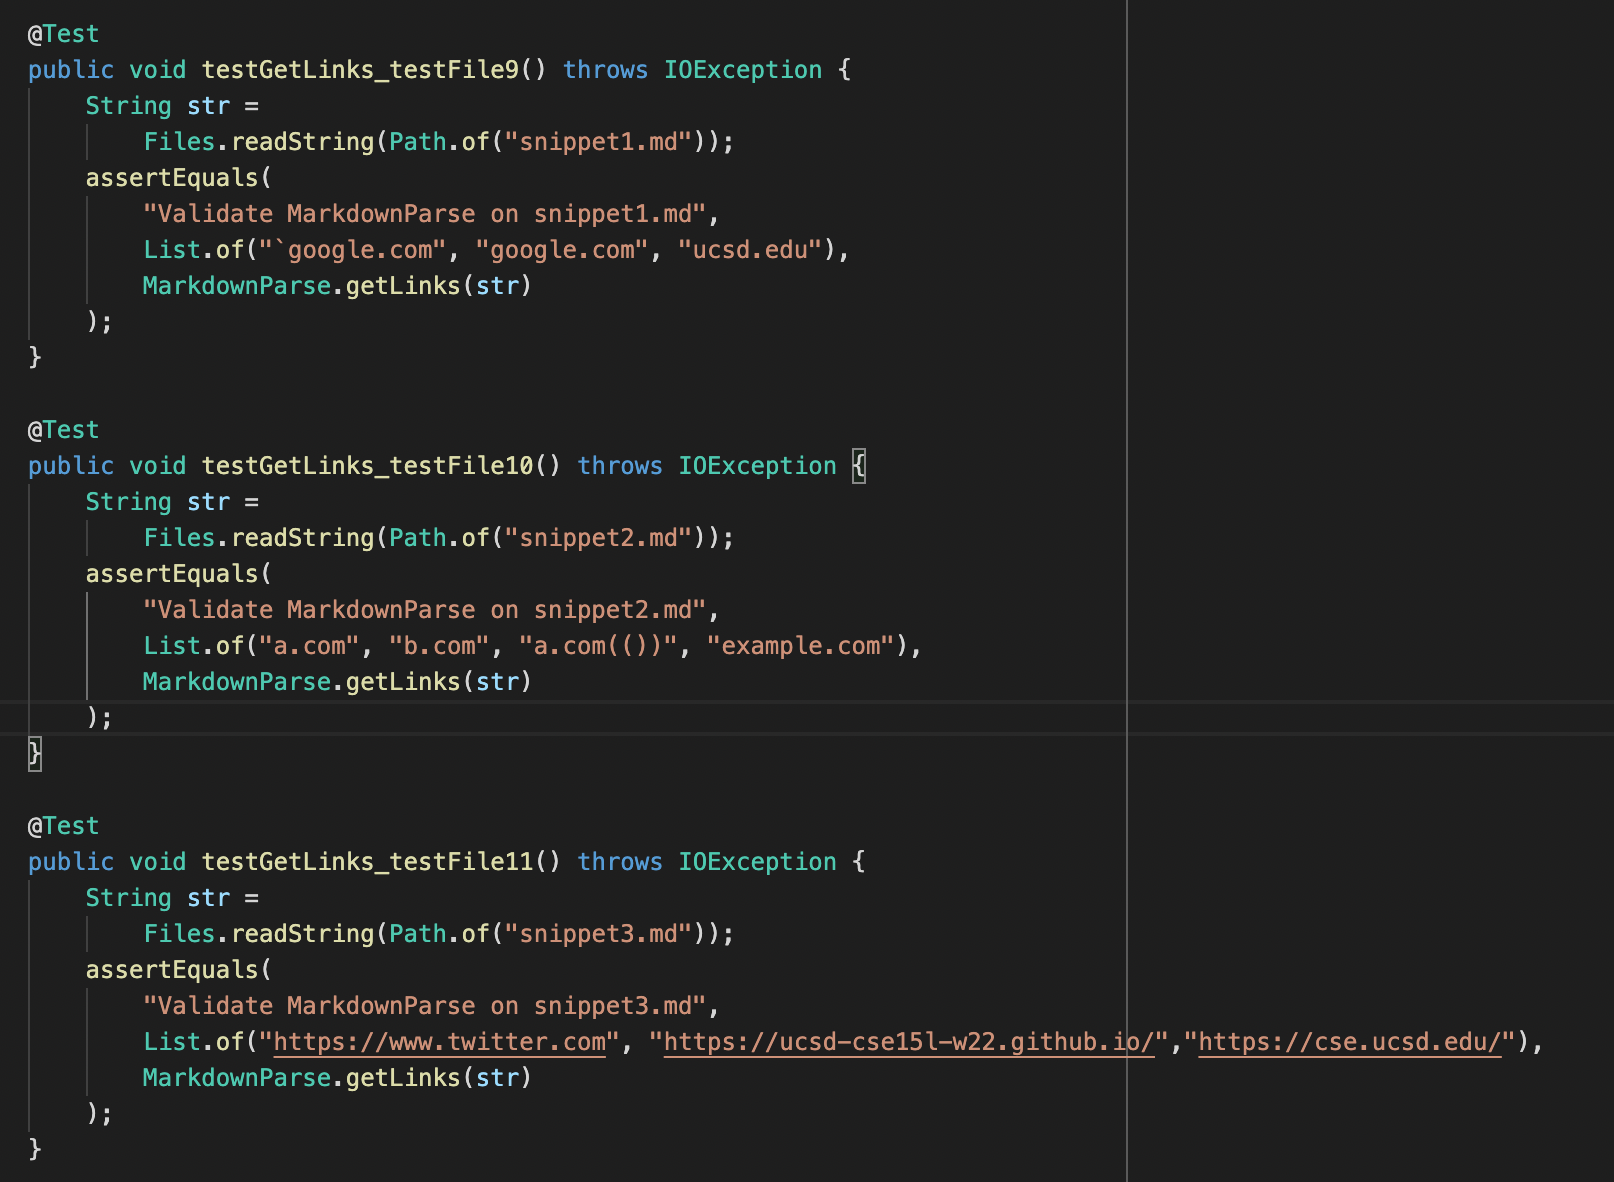 @Test
public void testGetLinks_testFile9() throws IOException {
    String str =
        Files.readString(Path.of("snippet1.md"));
    assertEquals(
        "Validate MarkdownParse on snippet1.md",
        List.of("`google.com", "google.com", "ucsd.edu"),
        MarkdownParse.getLinks(str)
    );
}

@Test
public void testGetLinks_testFile10() throws IOException {
    String str =
        Files.readString(Path.of("snippet2.md"));
    assertEquals(
        "Validate MarkdownParse on snippet2.md",
        List.of("a.com", "b.com", "a.com(())", "example.com"),
        MarkdownParse.getLinks(str)
    );
}

@Test
public void testGetLinks_testFile11() throws IOException {
    String str =
        Files.readString(Path.of("snippet3.md"));
    assertEquals(
        "Validate MarkdownParse on snippet3.md",
        List.of("https://www.twitter.com", "https://ucsd-cse15l-w22.github.io/","https://cse.ucsd.edu/"),
        MarkdownParse.getLinks(str)
    );
}